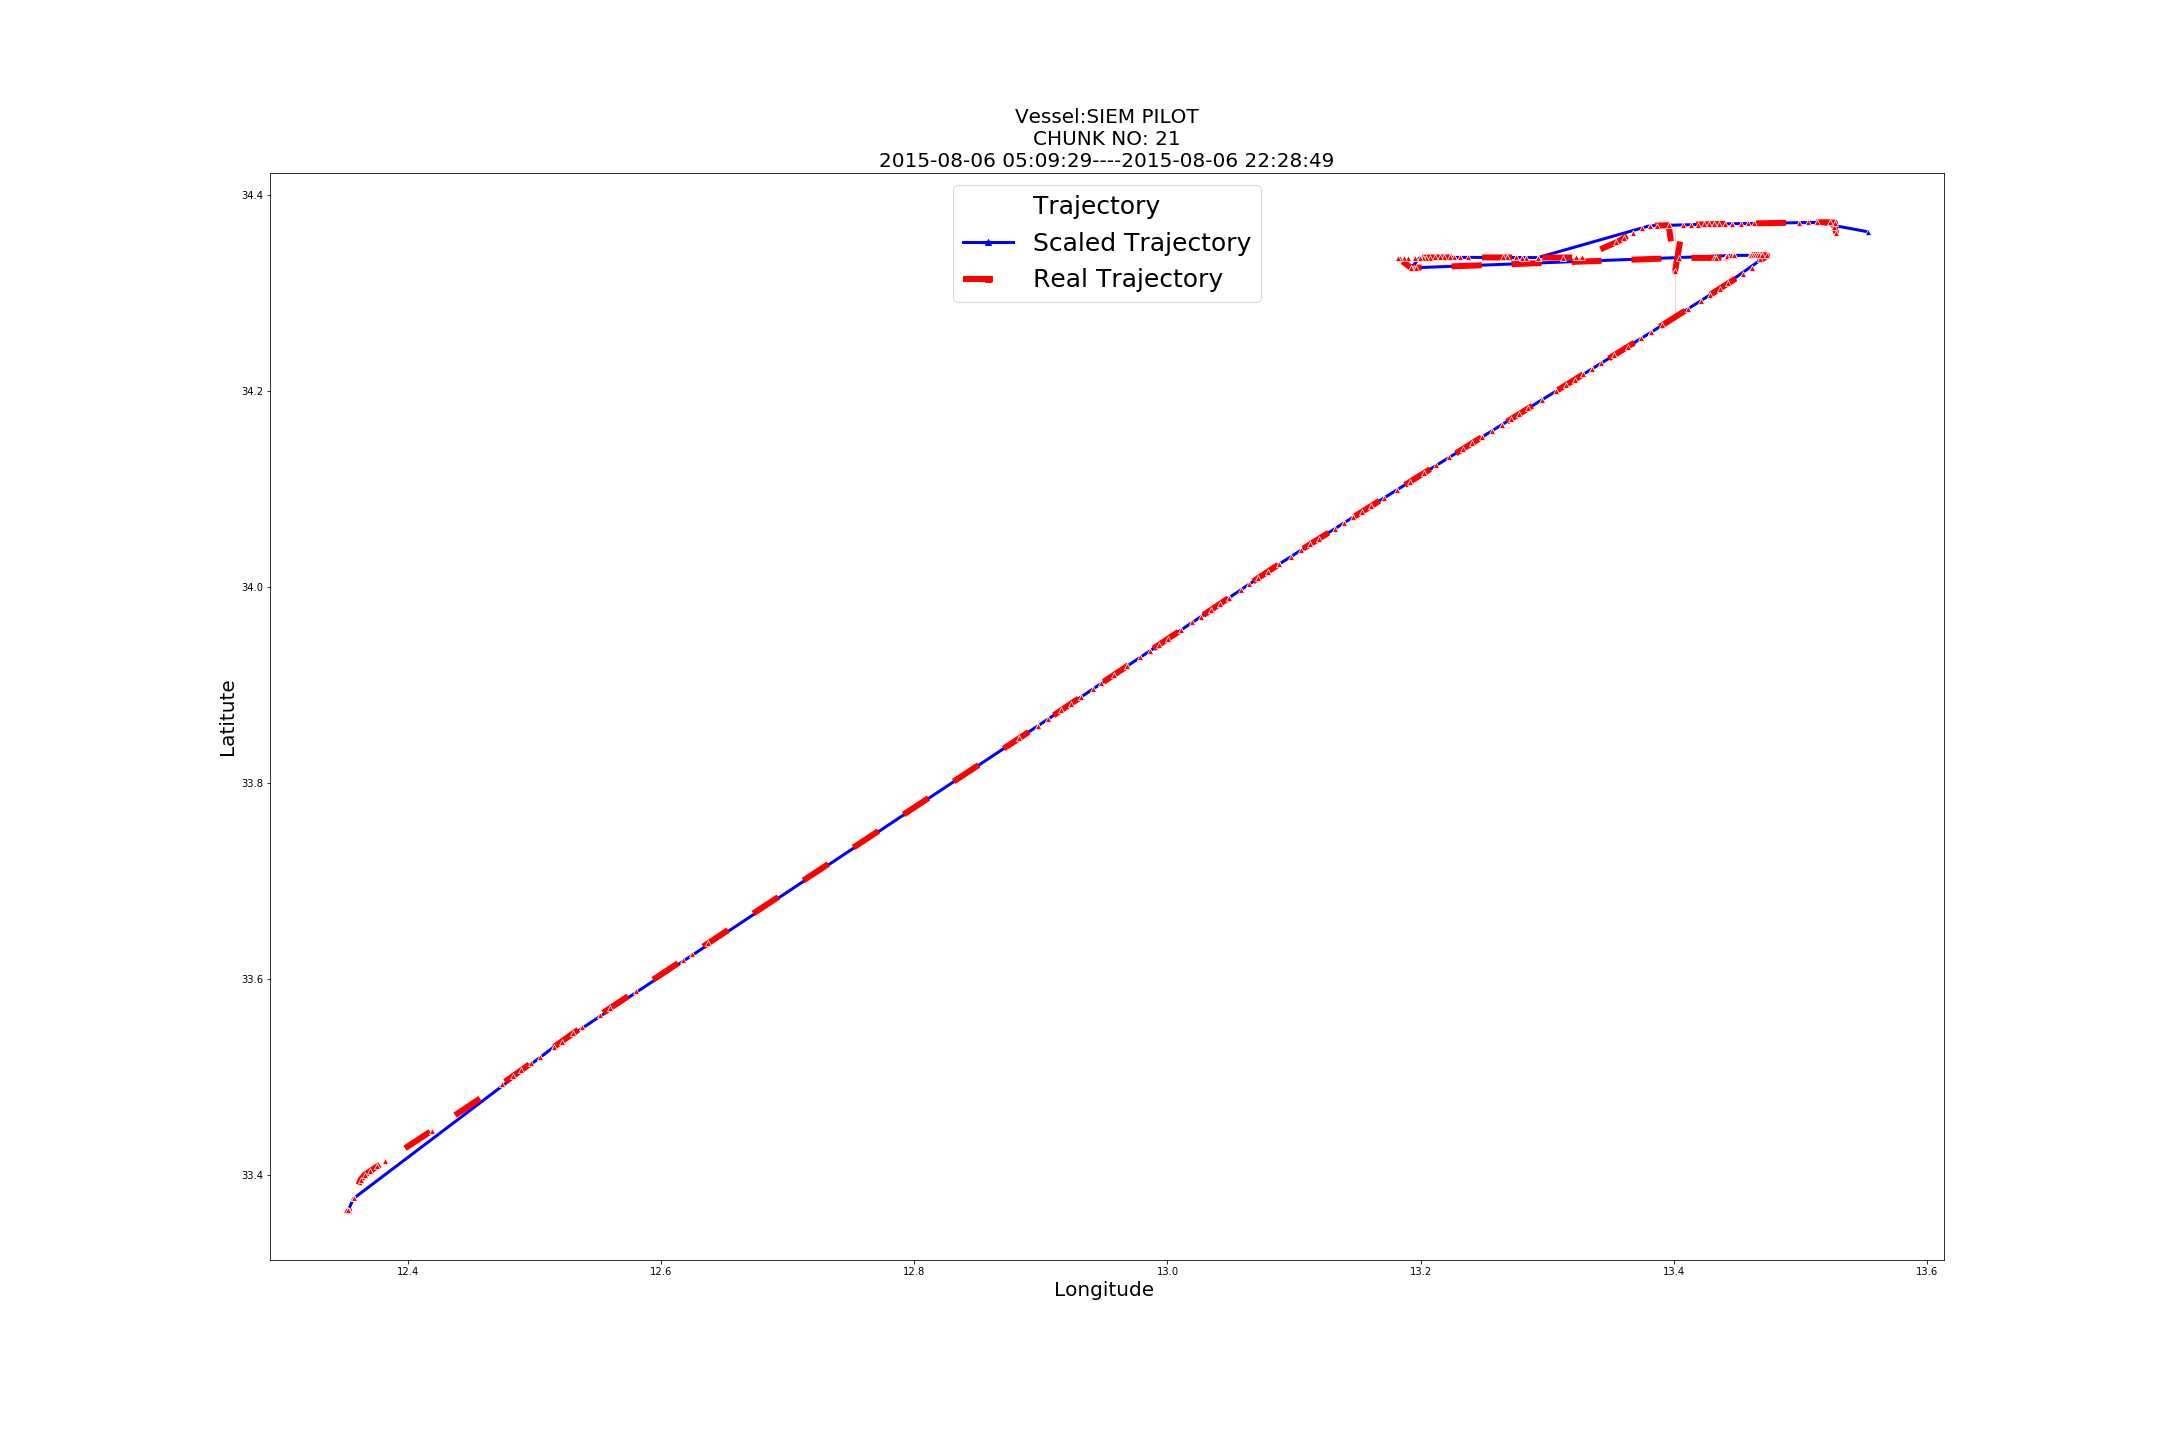 Vessel:SIEM PILOT
CHUNK NO: 21
2015-08-06 05:09:29----2015-08-06 22:28:49
Trajectory
Scaled Trajectory
Real Trajectory
34.4
34.2
34.0
33.8
33.6
33.4
Latitute
12.4 12.6 12.8 13.0 13.2 13.4 13.6
Longitude